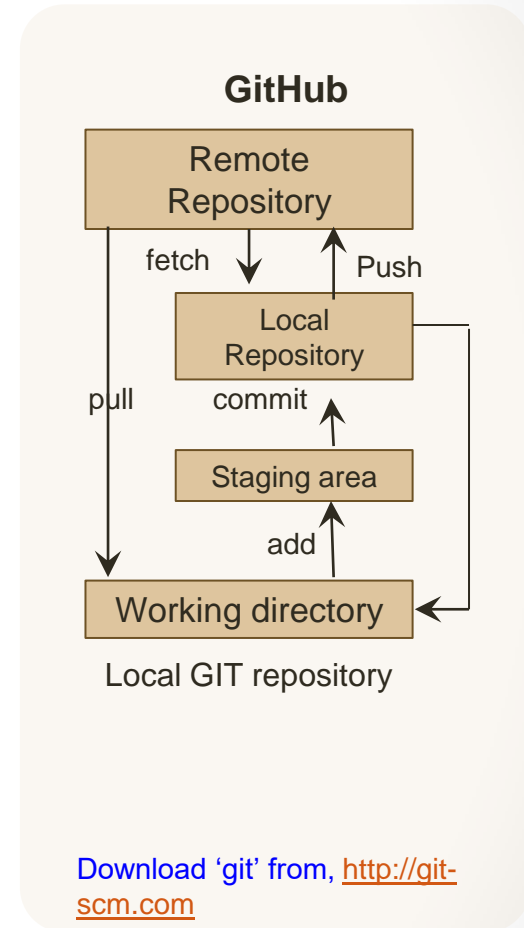 GitHub
Remote
Repository
fetch
Push
Local
Repository
pull
commit
Staging area
add
Working directory
Local GIT repository
Download ‘git’ from, http://git-
scm.com